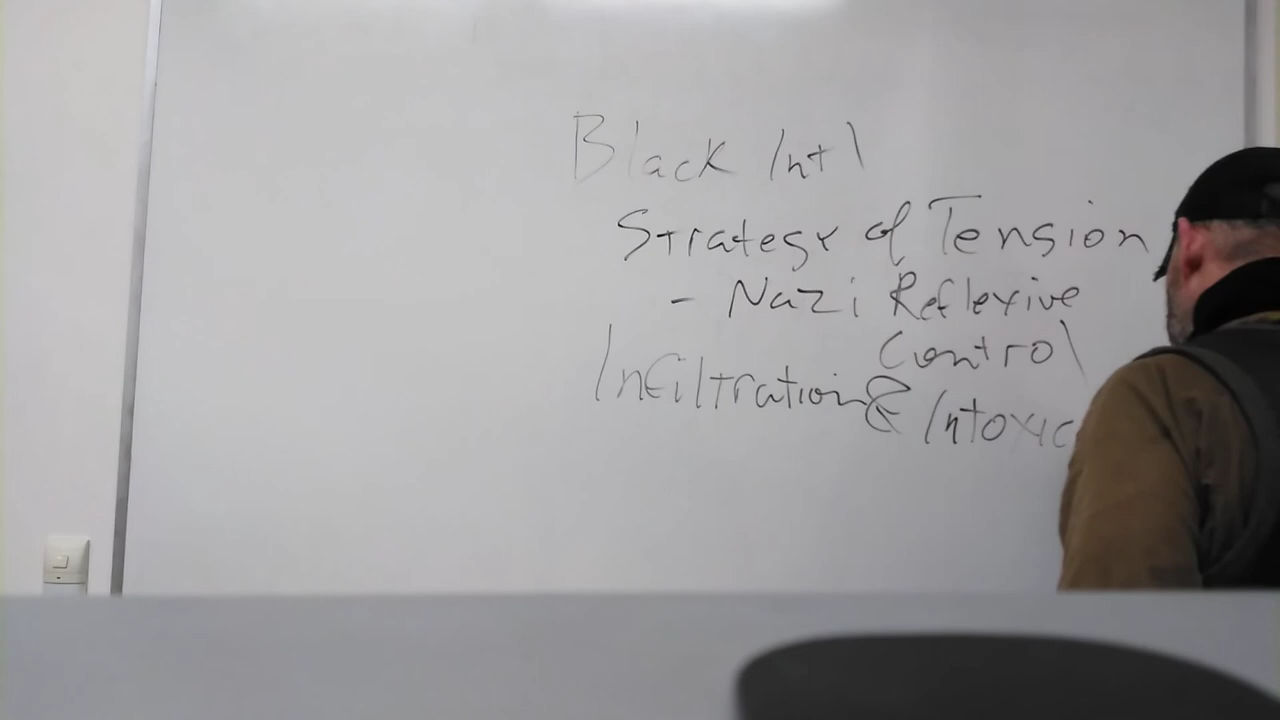 Black Int'l
Strategy of Tension
- Nazi Reflexive
Control
Infiltration & Intoxic